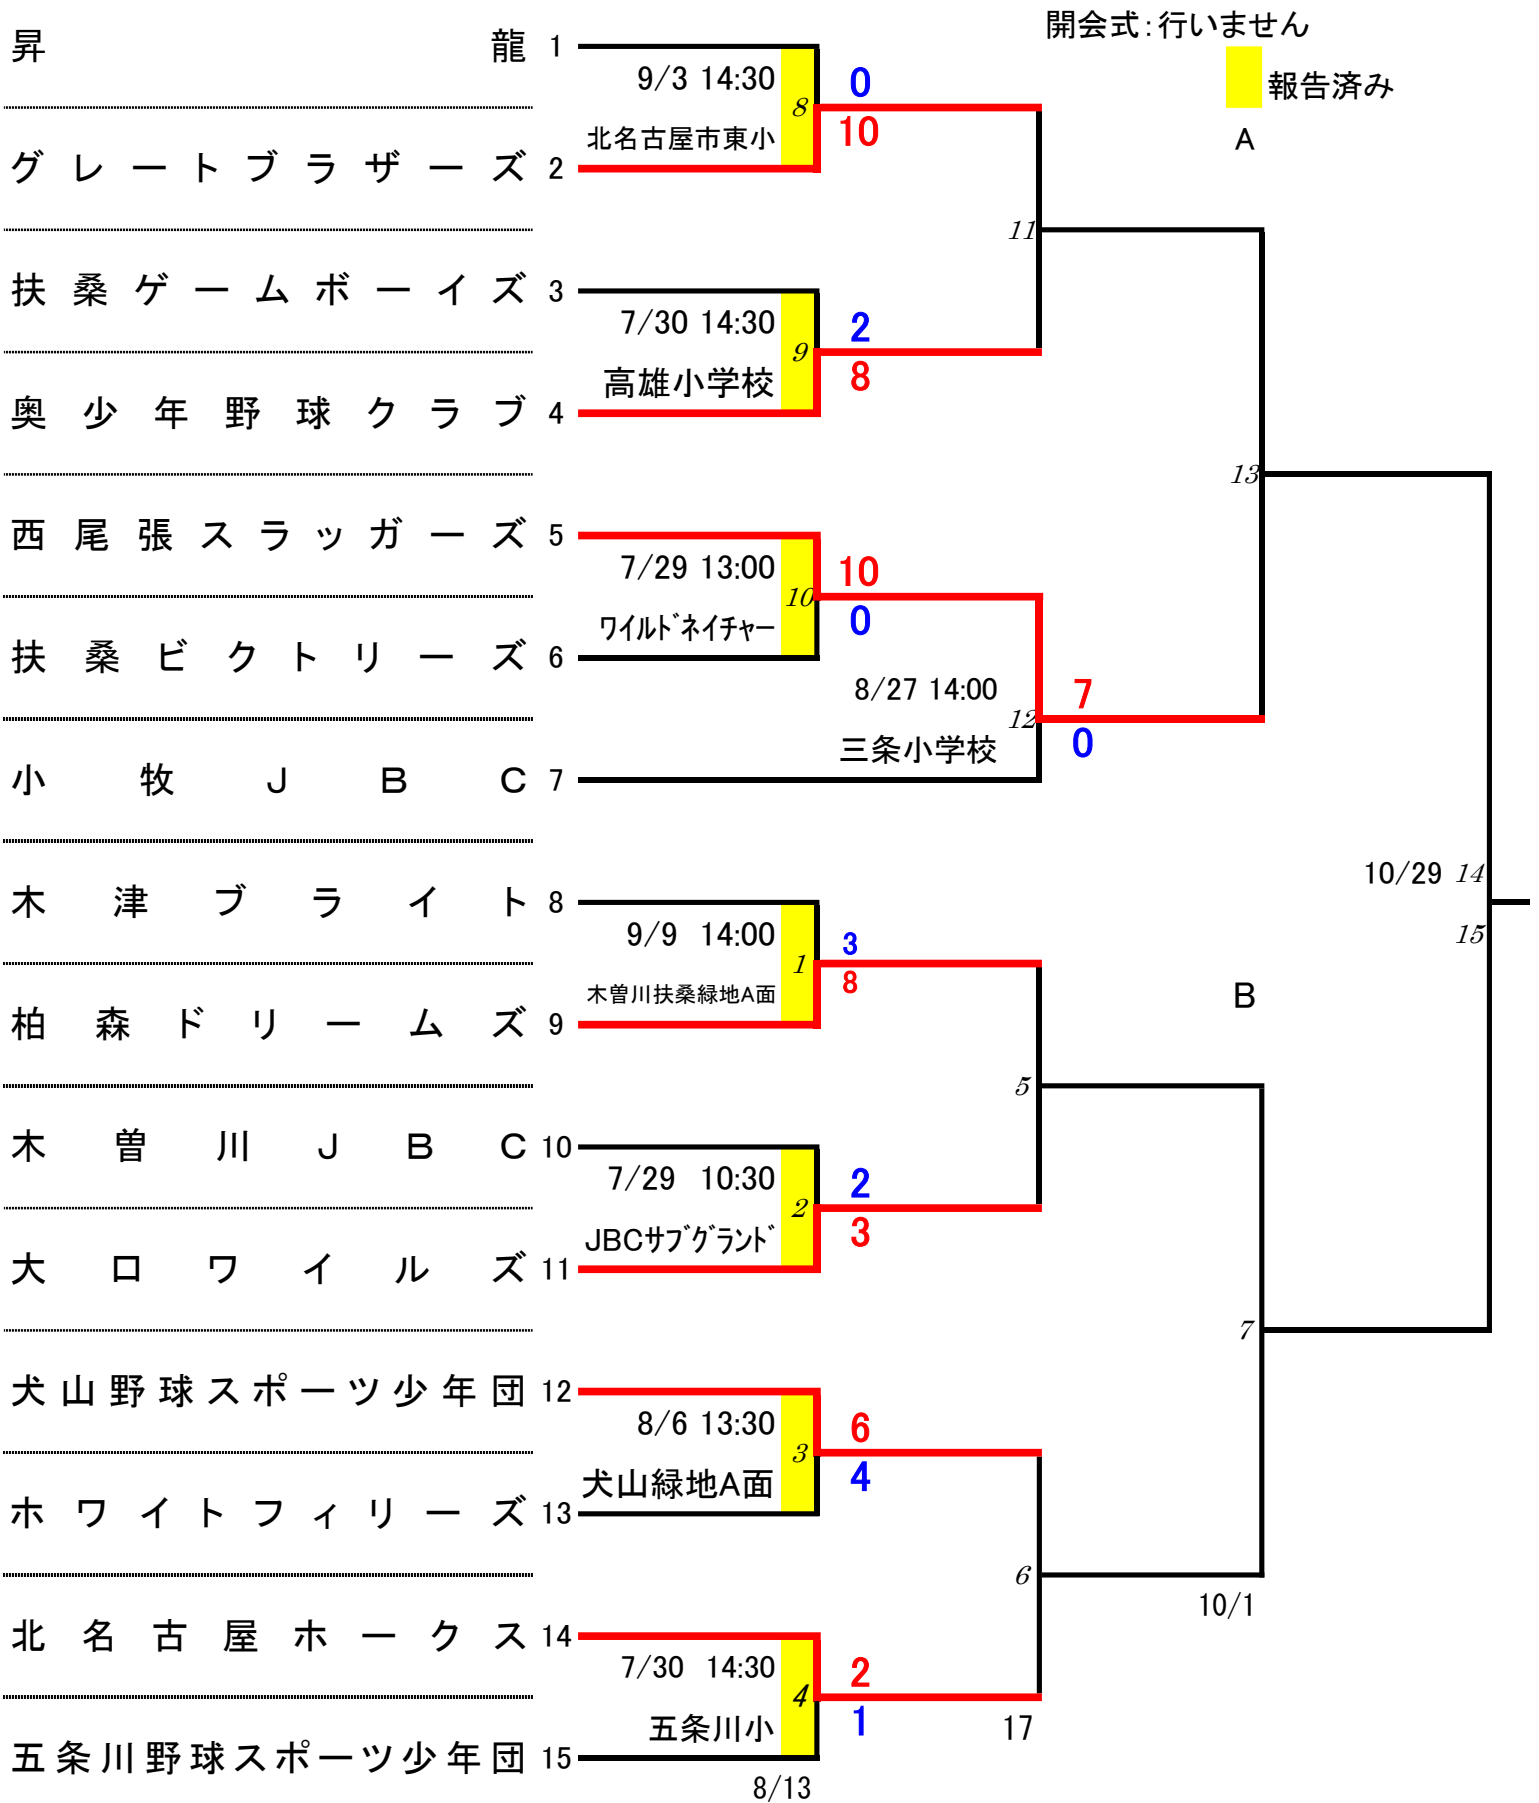 開会式:行いません
報告済み
A
昇龍 1
9/3 14:30
北名古屋市東小
8
0
10
グレートブラザーズ 2
11
扶桑ゲームボーイズ 3
7/30 14:30
高雄小学校
9
2
8
奥少年野球クラブ 4
13
西尾張スラッガーズ 5
7/29 13:00
ワイルドネイチャー
10
10
0
扶桑ビクトリーズ 6
8/27 14:00
三条小学校
12
7
0
小牧JBC 7
10/29 14
15
木津ブライト 8
9/9 14:00
木曽川扶桑緑地A面
1
3
8
B
柏森ドリームズ 9
5
木曽川JBC 10
7/29 10:30
JBCサブグランド
2
2
3
大口ワイルズ 11
7
犬山野球スポーツ少年団 12
8/6 13:30
犬山緑地A面
3
6
4
ホワイトフィリーズ 13
6
10/1
北名古屋ホークス 14
7/30 14:30
五条川小
4
2
1
17
五条川野球スポーツ少年団 15
8/13